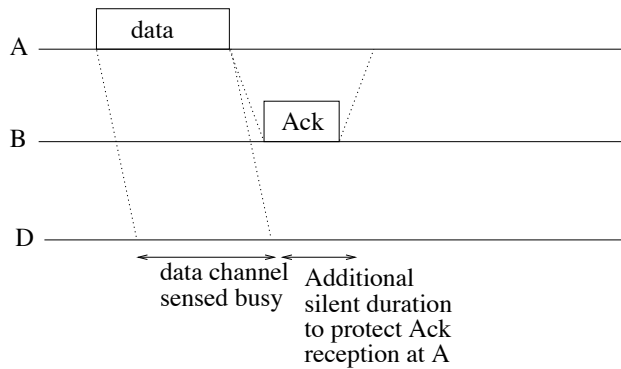 data
A
Ack
B
D
data channel
sensed busy
Additional
silent duration
to protect Ack
reception at A